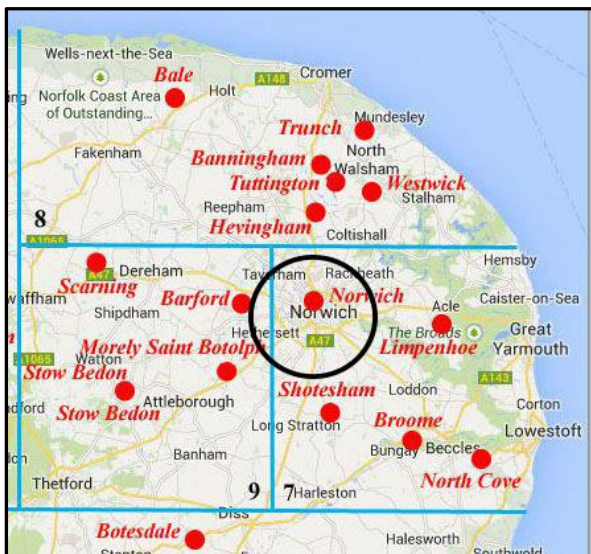 Wells-next-the-Sea
Cromer
Bale
Holt
A148
Norfolk Coast Area
of Outstanding...
Mundesley
Trunch
North
Walsham
Fakenham
Banningham
Tuttington
Westwick
Reepham
Stalham
8
Hevingham
Coltishall
A1065
Hemsby
Scarning
A47
Dereham
Taverham
Rackheath
Caister-on-Sea
waffham
Shipdham
Barford
Norwich
Norwich
Acle
Hethersett
A47
The Broads
Great
Yarmouth
Limpenhoe
A1065
Watton
Morely Saint Botolph
Stow Bedon
Stow Bedon
Attleborough
Shotesham
Loddon
A143
Corton
Long Stratton
Broome
Lowestoft
Bungay
Beccles
Banham
North Cove
Thetford
9
7
Harleston
Diss
Botesdale
Halesworth
Southwold